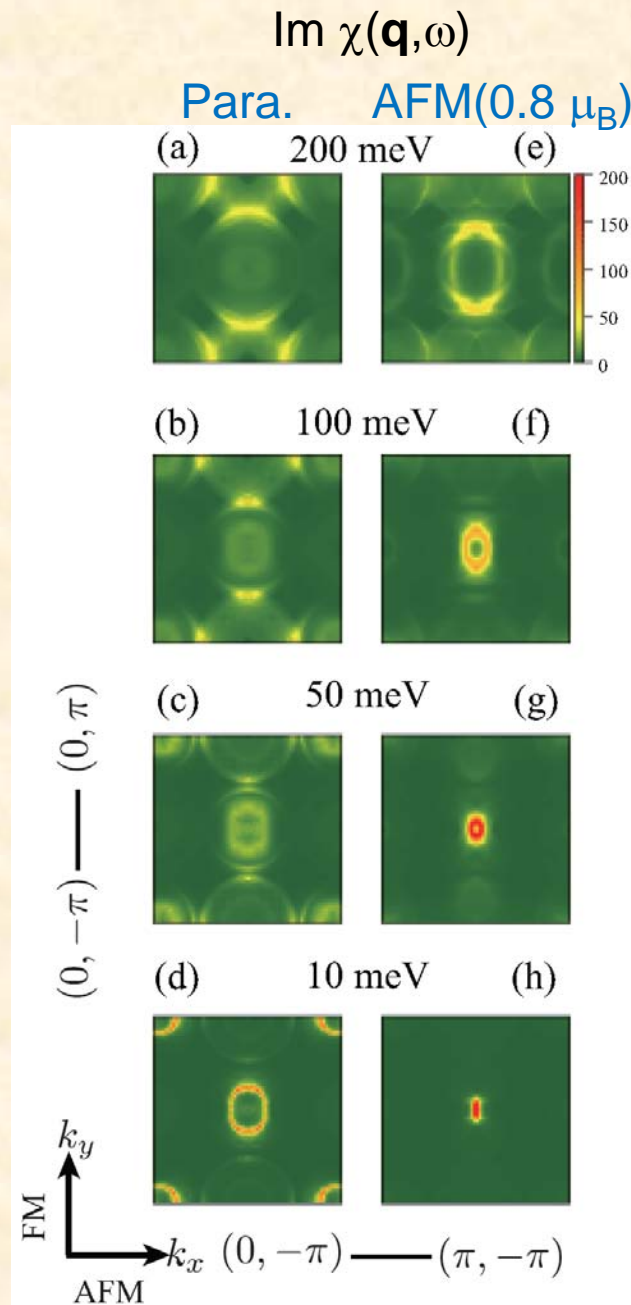 Im χ(q,ω)
Para. AFM(0.8 μB)
(a) 200 meV (e)
200
150
100
50
0
(b) 100 meV (f)
(c) 50 meV (g)
(0, −π) — (0, π)
(d) 10 meV (h)
ky
FM
kx (0, −π) — (π, −π)
AFM